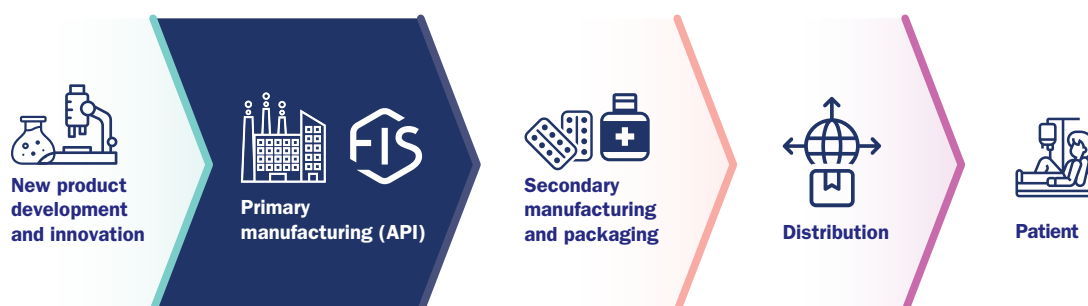 New product
development
and innovation
FIS
Primary
manufacturing (API)
Secondary
manufacturing
and packaging
Distribution
Patient